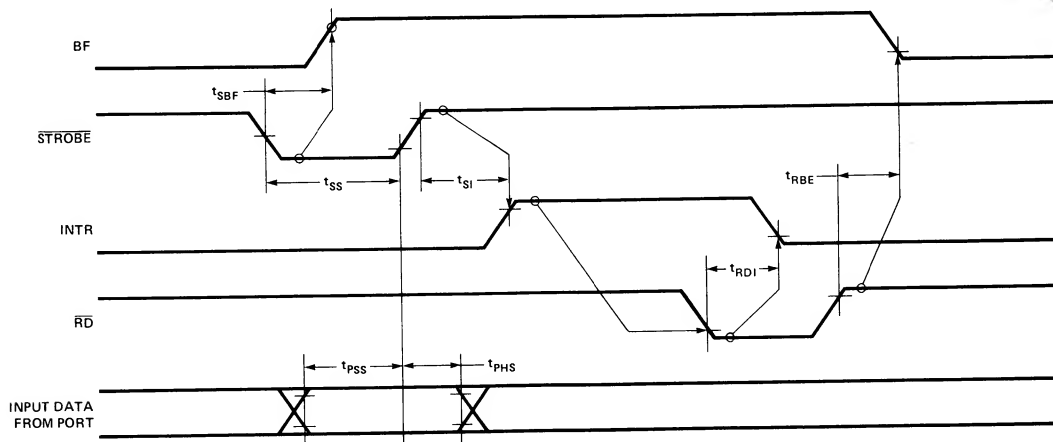 BF
tSBF
STROBE
tSS
tSI
tRBE
INTR
tRDI
RD
tPSS
tPHS
INPUT DATA
FROM PORT